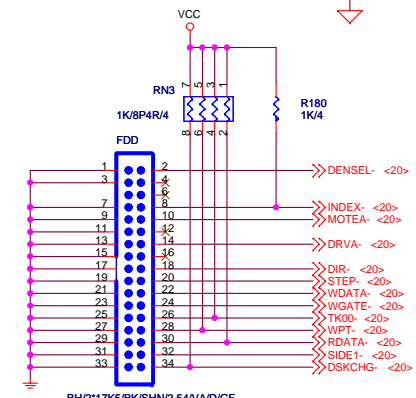 VCC
RN3
7 5 3 1
1K/8P4R/4
8 6 4 2
R180
1K/4
FDD
1 2 DENSEL- <20>
3 4
6
7 8 INDEX- <20>
9 10 MOTEA- <20>
11 12
13 14 DRVA- <20>
15 16
17 18 DIR- <20>
19 20 STEP- <20>
21 22 WDATA- <20>
23 24 WGATE- <20>
25 26 TK00- <20>
27 28 WPT- <20>
29 30 RDATA- <20>
31 32 SIDE1- <20>
33 34 DSKCHG- <20>